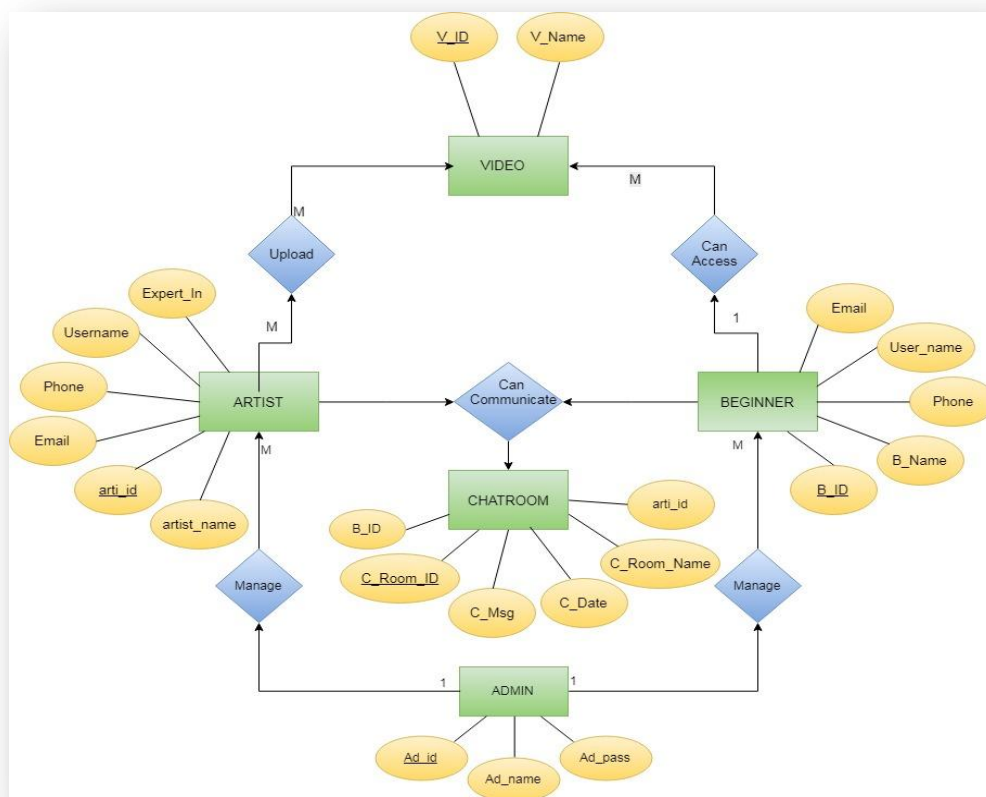 V_ID
V_Name
VIDEO
M
M
Upload
Can
Access
Expert_In
M
1
Email
Username
User_name
Phone
ARTIST
Can
Communicate
BEGINNER
Phone
Email
M
M
B_Name
arti_id
B_ID
artist_name
CHATROOM
arti_id
B_ID
C_Room_ID
C_Room_Name
C_Msg
C_Date
Manage
Manage
1
ADMIN
1
Ad_id
Ad_name
Ad_pass